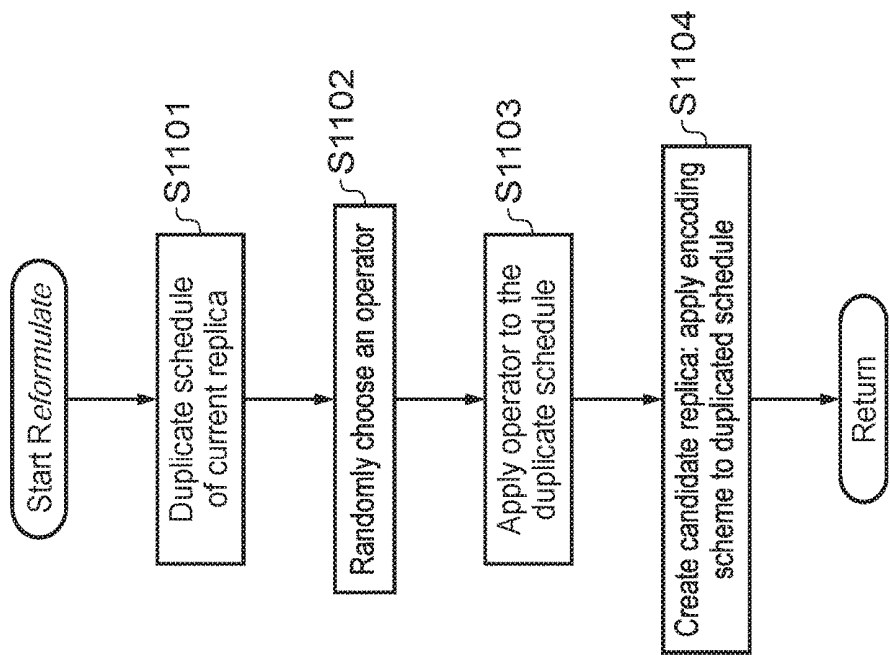 Start Reformulate
Duplicate schedule
of current replica
S1101
Randomly choose an operator
S1102
Apply operator to the
duplicate schedule
S1103
Create candidate replica: apply encoding
scheme to duplicated schedule
S1104
Return